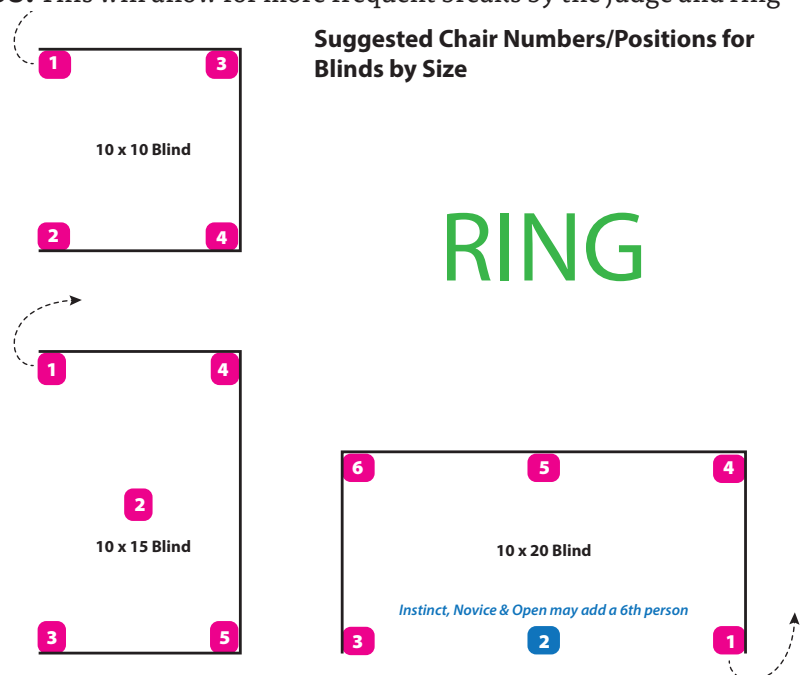 This will allow for more frequent breaks by the judge and ring
Suggested Chair Numbers/Positions for
Blinds by Size
1
3
10 x 10 Blind
2
4
RING
1
4
2
10 x 15 Blind
3
5
6
5
4
10 x 20 Blind
Instinct, Novice & Open may add a 6th person
3
2
1